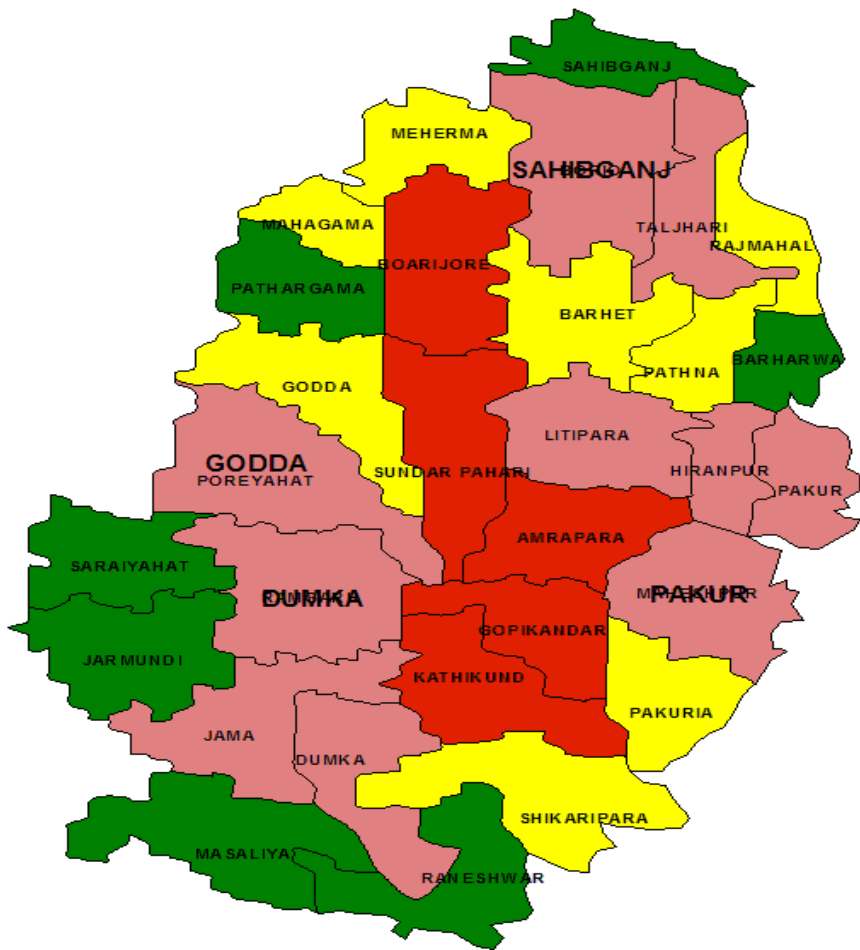 SAHIBGANJ
MEHERMA
SAHIBGANJ
MAHAGAMA
TALJHARI
RAJMAHAL
BOARIJORE
PATHARGAMA
BARHET
BARHARWA
PATHNA
GODDA
LITIPARA
GODDA
POREYAHAT
SUNDAR PAHARI
HIRANPUR
PAKUR
AMRAPARA
SARAIYAHAT
DUMKA
PAKUR
GOPIKANDAR
JARMUNDI
KATHIKUND
PAKURIA
JAMA
DUMKA
SHIKARIPARA
MASALIYA
RANESHWAR